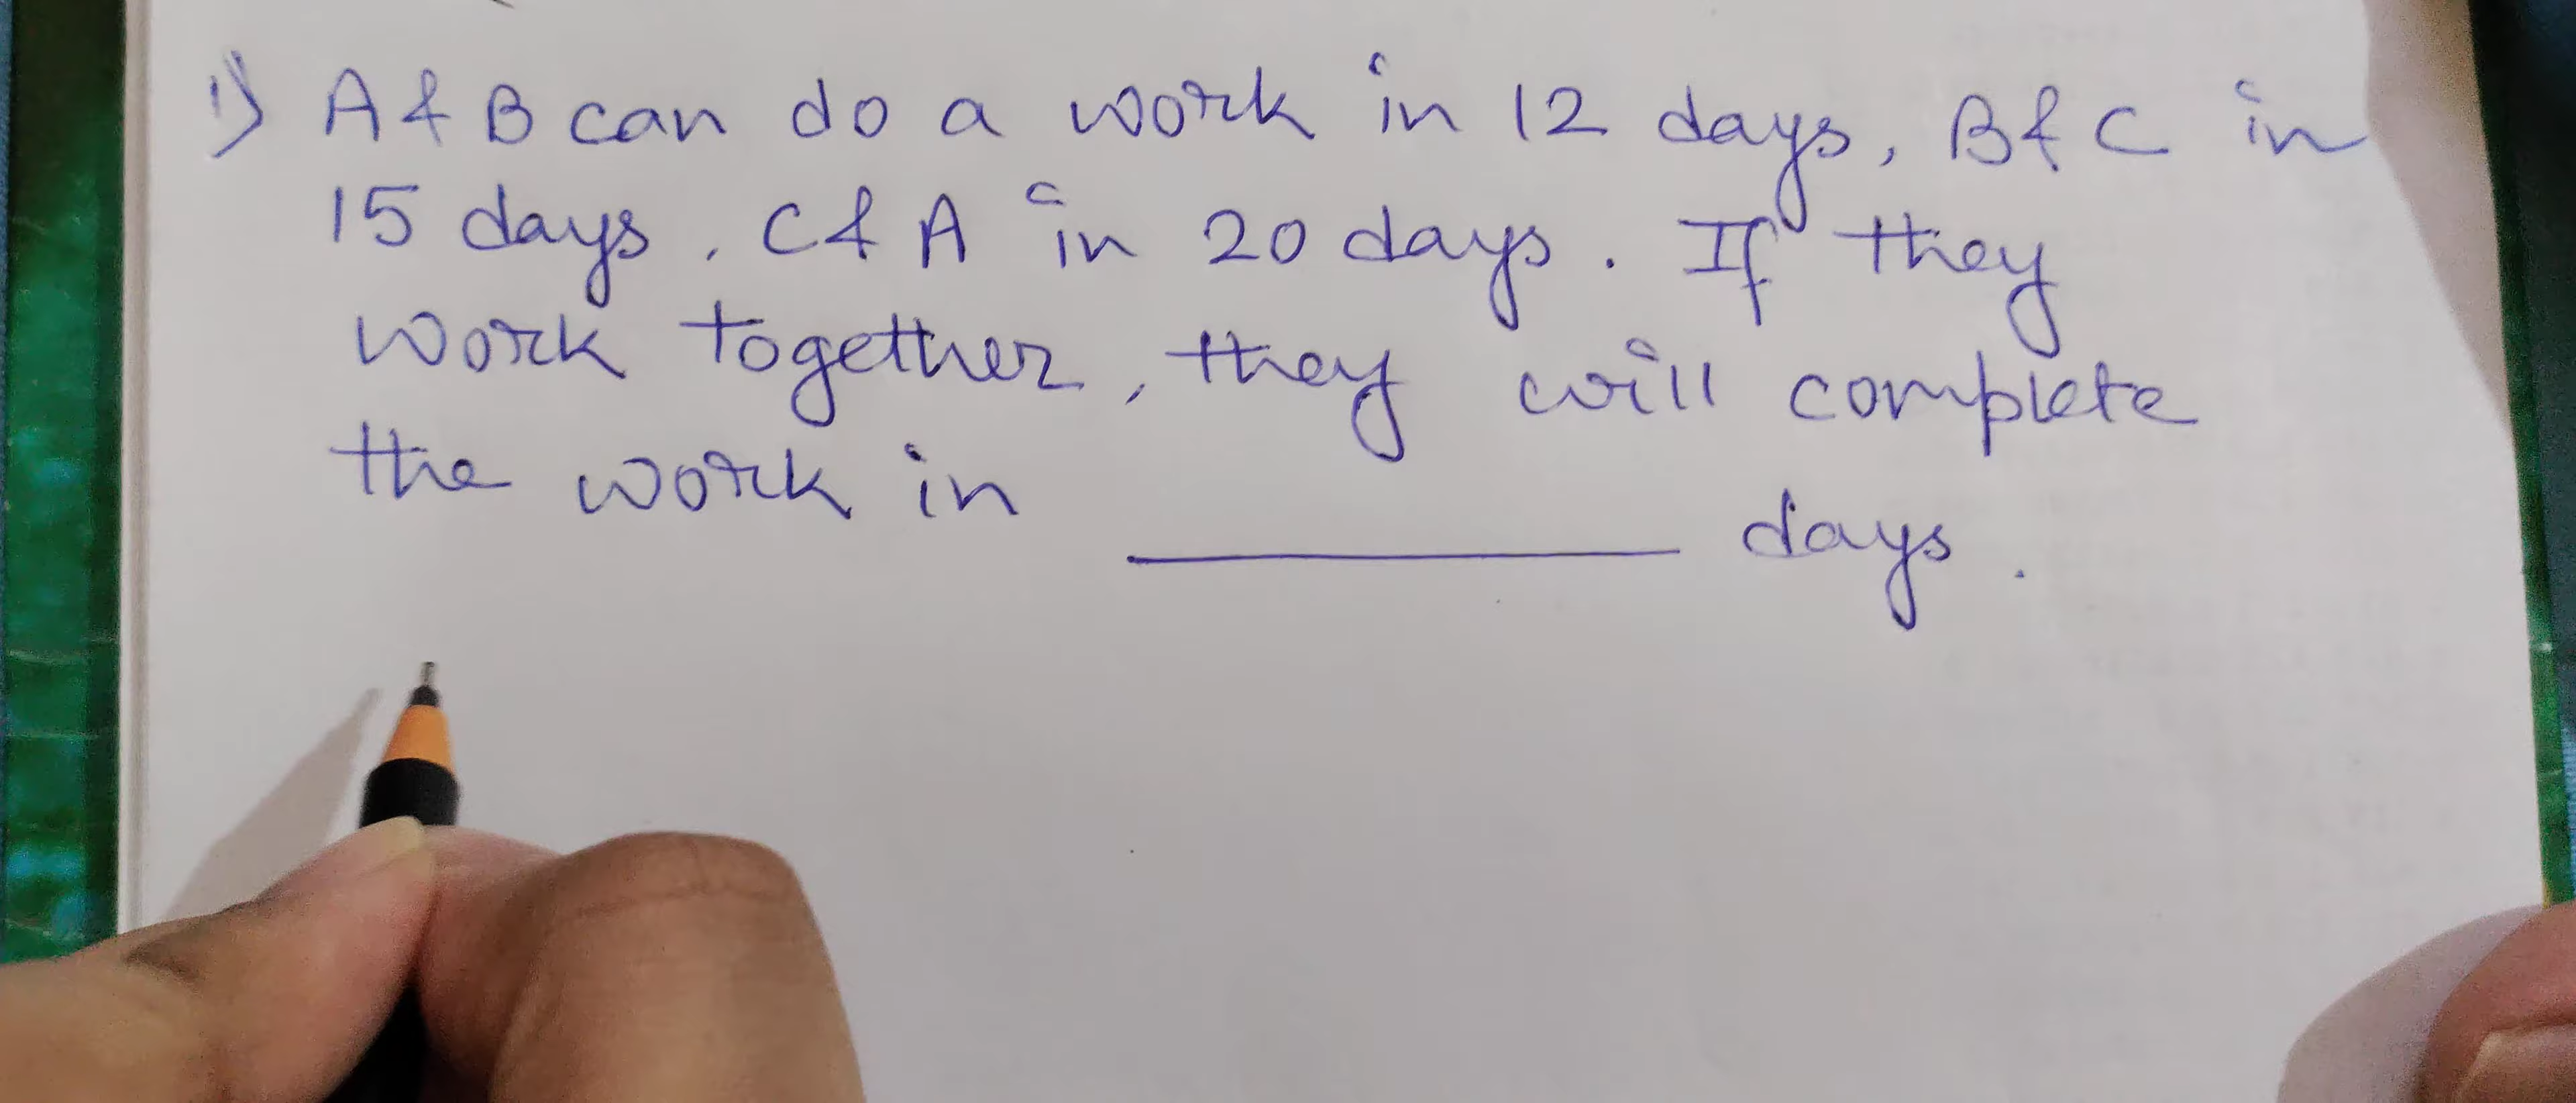 1) A & B can do a work in 12 days, B & C in
15 days, C & A in 20 days. If they
work together, they will complete
the work in ________ days.